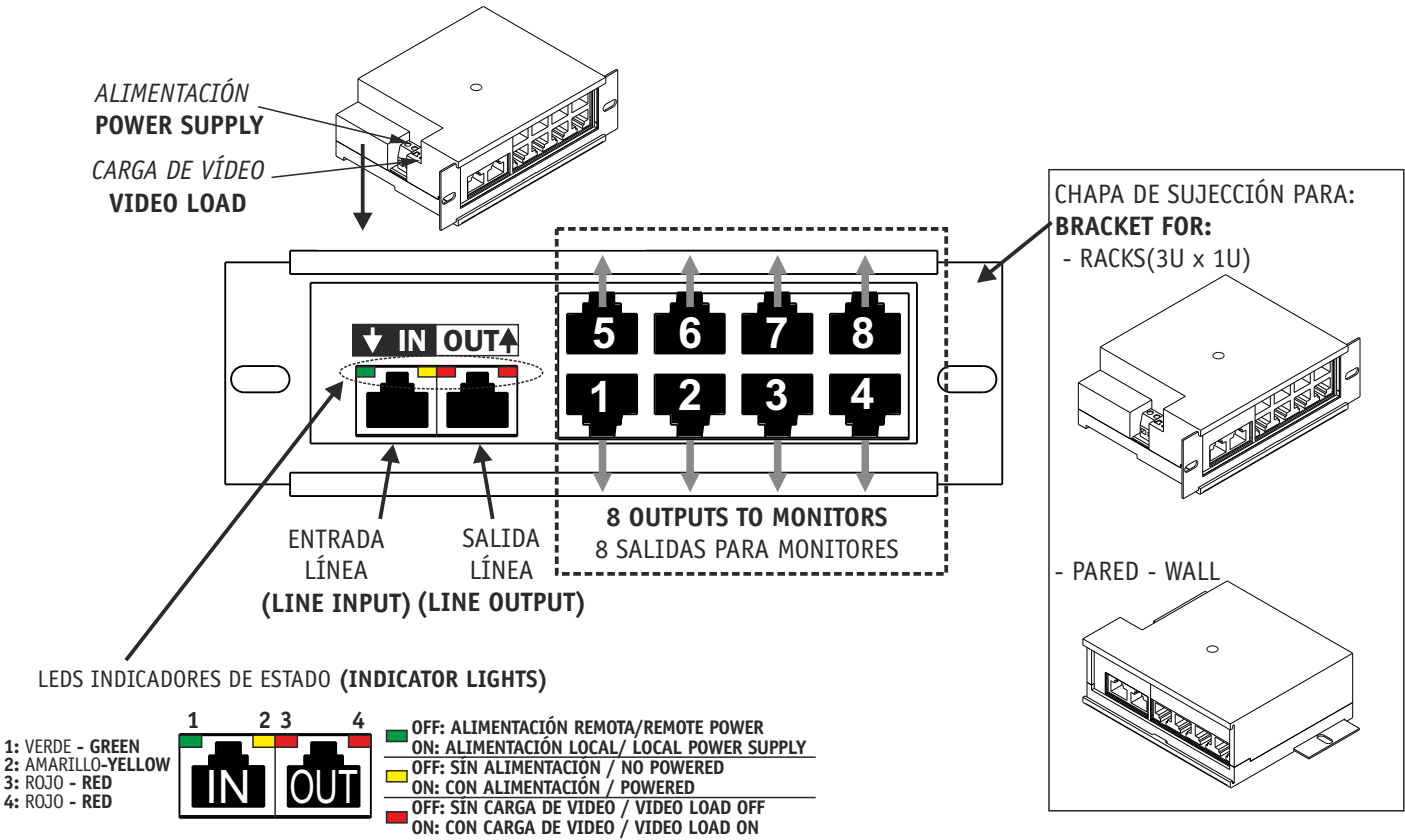 ALIMENTACIÓN
POWER SUPPLY
CARGA DE VÍDEO
VIDEO LOAD
CHAPA DE SUJECCIÓN PARA:
BRACKET FOR:
- RACKS(3U x 1U)
- PARED - WALL
IN OUT
5 6 7 8
1 2 3 4
8 OUTPUTS TO MONITORS
8 SALIDAS PARA MONITORES
ENTRADA
LÍNEA
(LINE INPUT)
SALIDA
LÍNEA
(LINE OUTPUT)
LEDS INDICADORES DE ESTADO (INDICATOR LIGHTS)
1: VERDE - GREEN
2: AMARILLO-YELLOW
3: ROJO - RED
4: ROJO - RED
1 2 3 4
IN OUT
OFF: ALIMENTACIÓN REMOTA/REMOTE POWER
ON: ALIMENTACIÓN LOCAL/ LOCAL POWER SUPPLY
OFF: SÍN ALIMENTACIÓN / NO POWERED
ON: CON ALIMENTACIÓN / POWERED
OFF: SÍN CARGA DE VIDEO / VIDEO LOAD OFF
ON: CON CARGA DE VIDEO / VIDEO LOAD ON